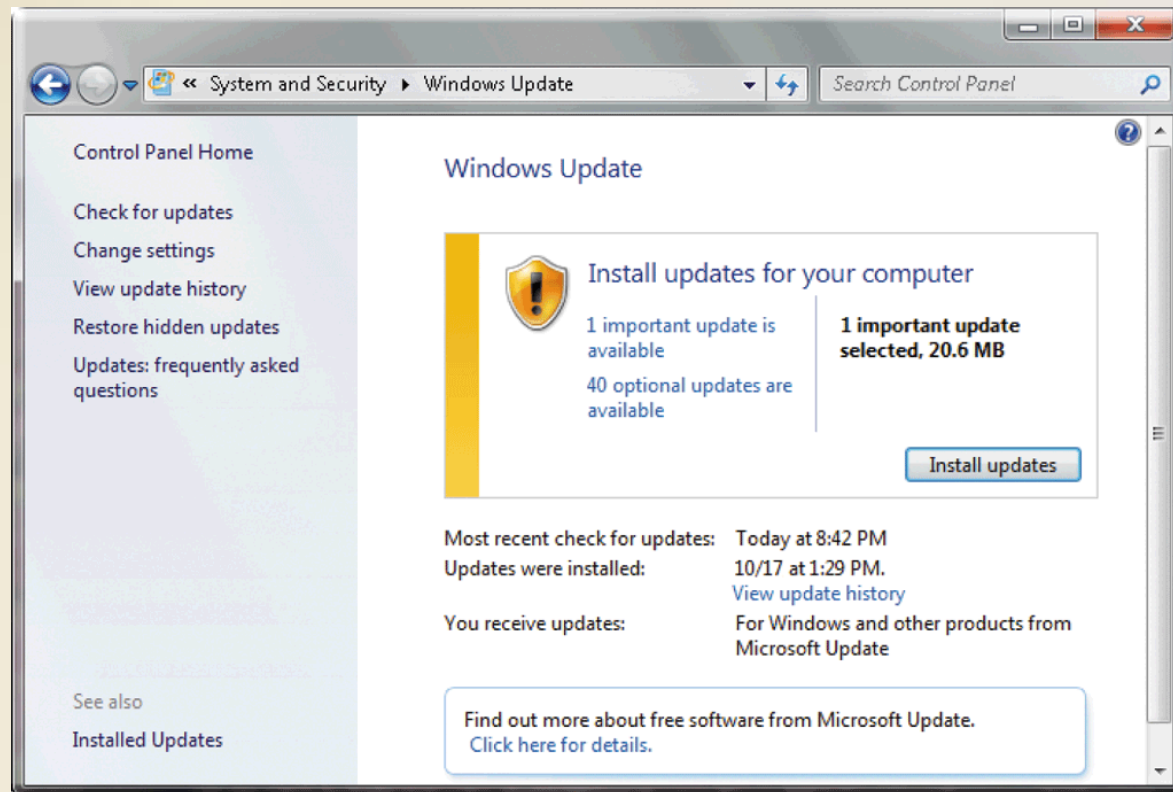 « System and Security ▸ Windows Update
Search Control Panel
Control Panel Home
Check for updates
Change settings
View update history
Restore hidden updates
Updates: frequently asked
questions
See also
Installed Updates
Windows Update
Install updates for your computer
1 important update is
available
40 optional updates are
available
1 important update
selected, 20.6 MB
Install updates
Most recent check for updates: Today at 8:42 PM
Updates were installed: 10/17 at 1:29 PM.
View update history
You receive updates: For Windows and other products from
Microsoft Update
Find out more about free software from Microsoft Update.
Click here for details.